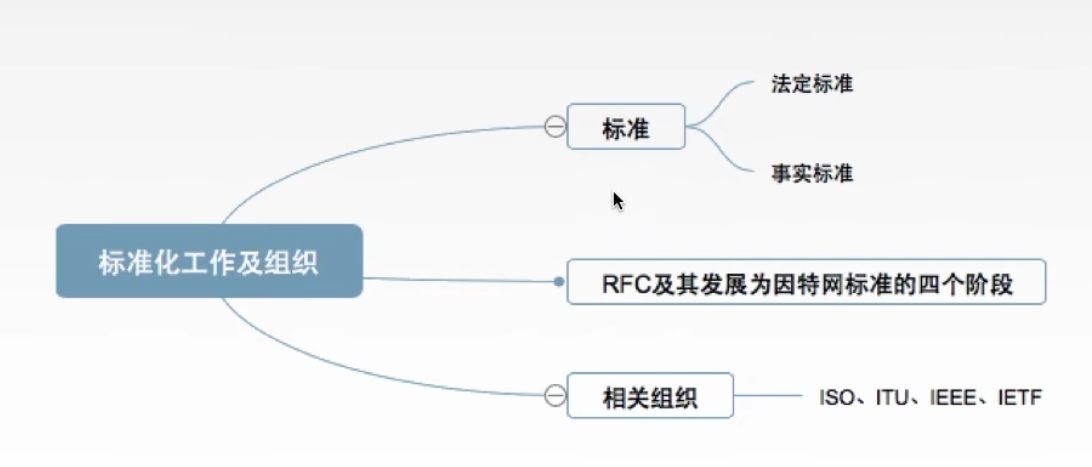 法定标准
标准
事实标准
标准化工作及组织
RFC及其发展为因特网标准的四个阶段
相关组织
ISO、ITU、IEEE、IETF